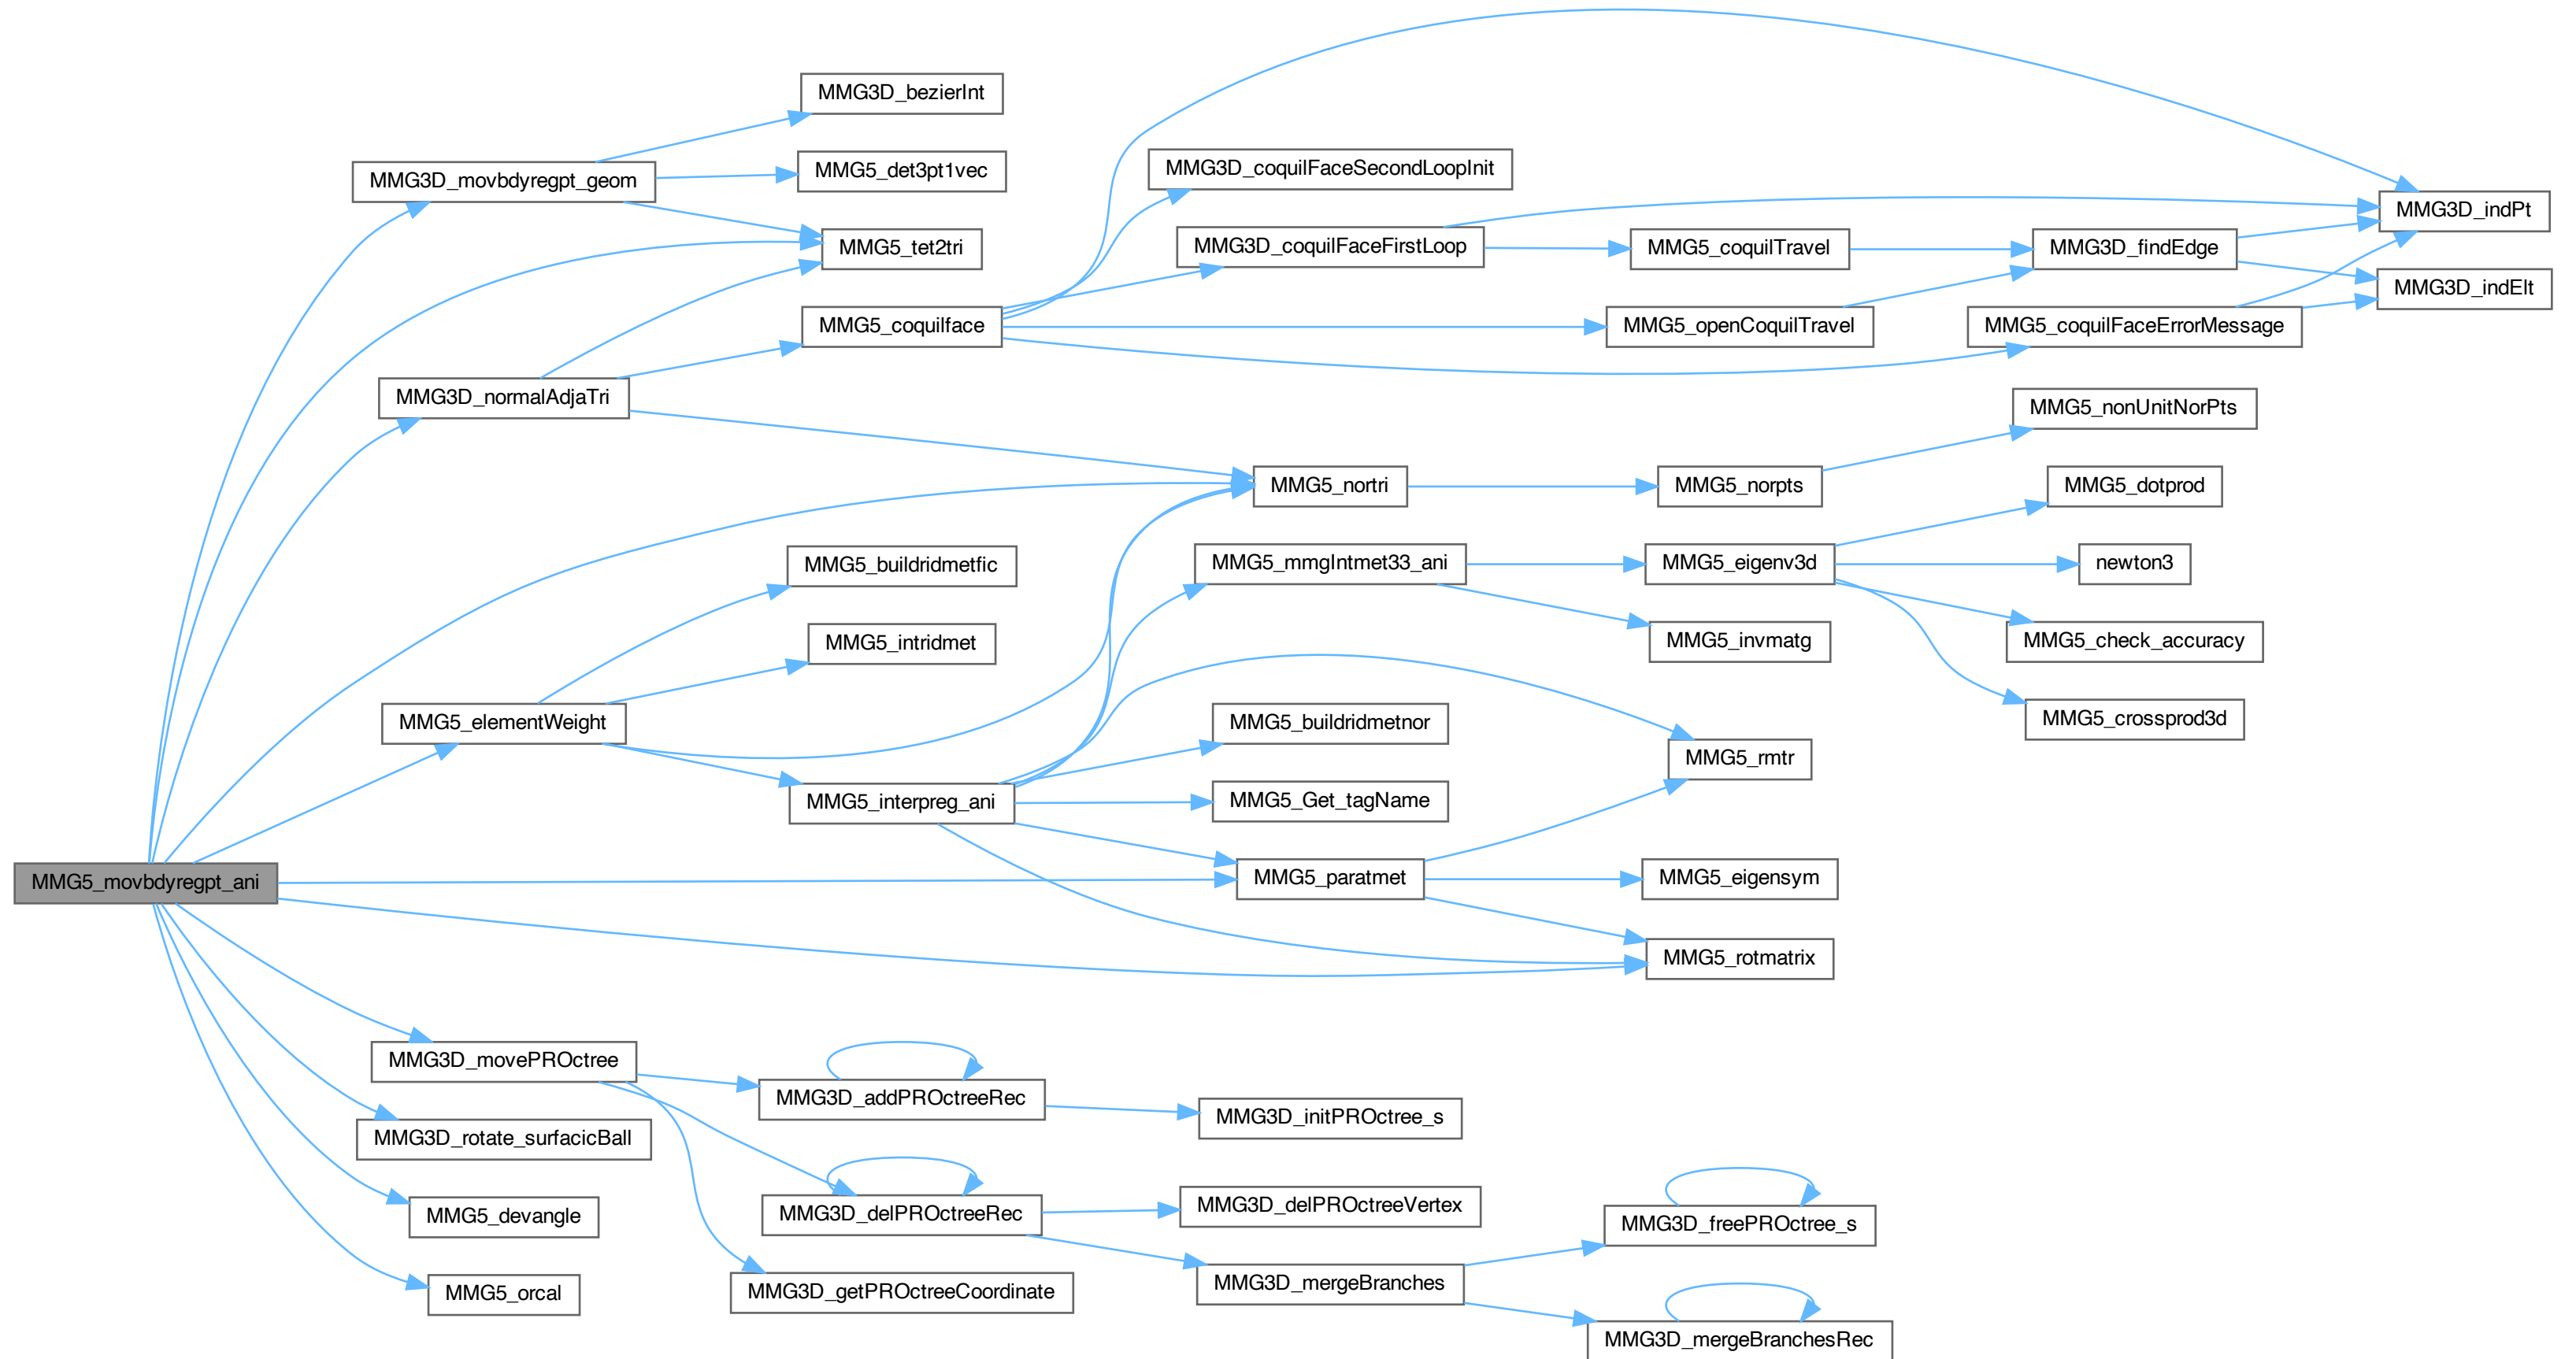 MMG3D_bezierInt
MMG3D_coquilFaceSecondLoopInit
MMG5_det3pt1vec
MMG3D_movbdyregpt_geom
MMG3D_indPt
MMG5_tet2tri
MMG3D_coquilFaceFirstLoop
MMG5_coquilTravel
MMG3D_findEdge
MMG3D_indElt
MMG5_coquilface
MMG5_openCoquilTravel
MMG5_coquilFaceErrorMessage
MMG3D_normalAdjaTri
MMG5_nonUnitNorPts
MMG5_nortri
MMG5_norpts
MMG5_dotprod
MMG5_buildridmetfic
MMG5_mmgIntmet33_ani
MMG5_eigenv3d
newton3
MMG5_intridmet
MMG5_invmatg
MMG5_check_accuracy
MMG5_elementWeight
MMG5_buildridmetnor
MMG5_crossprod3d
MMG5_rmtr
MMG5_interpreg_ani
MMG5_Get_tagName
MMG5_movbdyregpt_ani
MMG5_paratmet
MMG5_eigensym
MMG5_rotmatrix
MMG3D_movePROctree
MMG3D_addPROctreeRec
MMG3D_initPROctree_s
MMG3D_rotate_surfacicBall
MMG5_devangle
MMG3D_delPROctreeRec
MMG3D_delPROctreeVertex
MMG3D_freePROctree_s
MMG5_orcal
MMG3D_getPROctreeCoordinate
MMG3D_mergeBranches
MMG3D_mergeBranchesRec